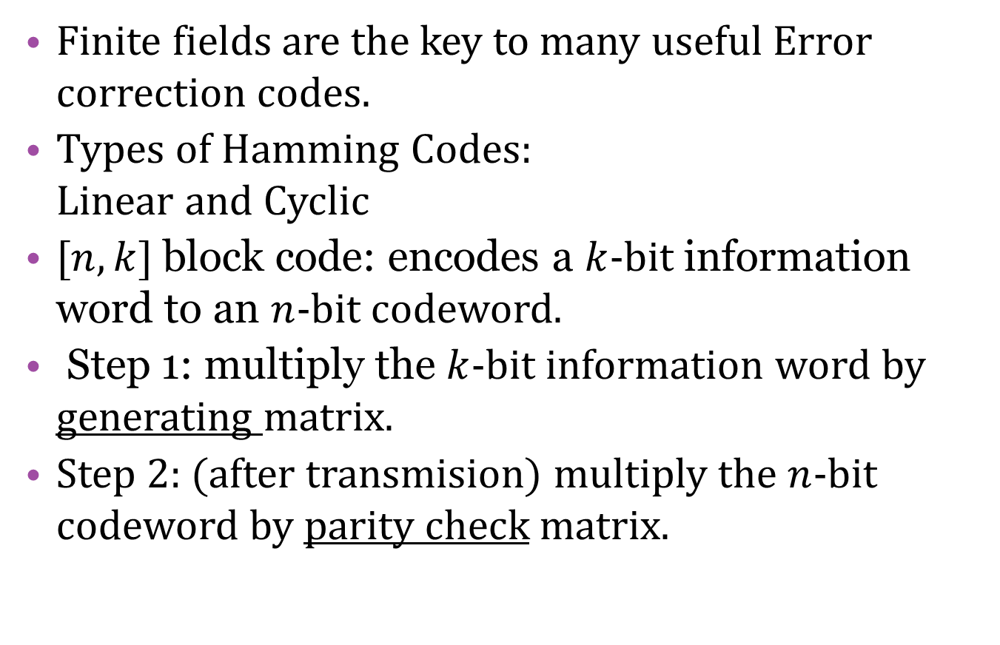 • Finite fields are the key to many useful Error
correction codes.
• Types of Hamming Codes:
Linear and Cyclic
• [n, k] block code: encodes a k-bit information
word to an n-bit codeword.
• Step 1: multiply the k-bit information word by
generating matrix.
• Step 2: (after transmision) multiply the n-bit
codeword by parity check matrix.